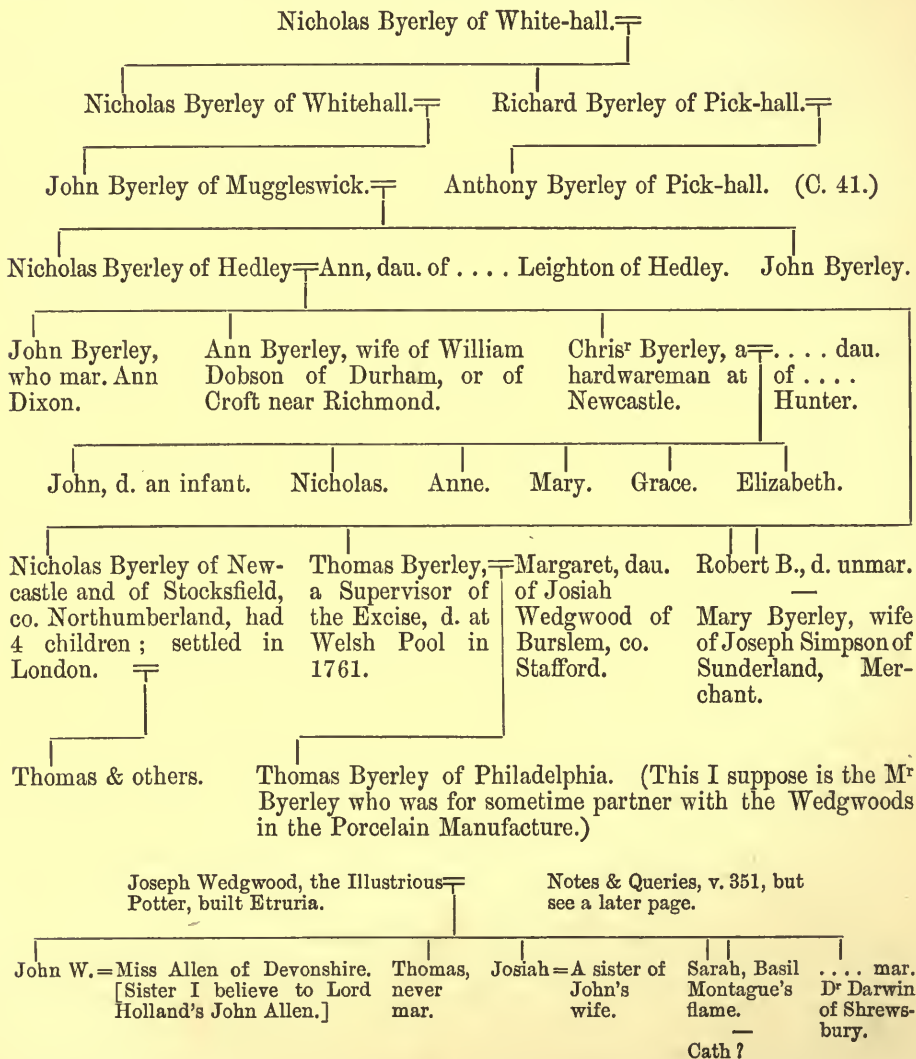 Nicholas Byerley of White-hall.
Nicholas Byerley of Whitehall.
Richard Byerley of Pick-hall.
John Byerley of Muggleswick.
Anthony Byerley of Pick-hall. (C. 41.)
Nicholas Byerley of Hedley
Ann, dau. of .... Leighton of Hedley.
John Byerley.
John Byerley,
who mar. Ann
Dixon.
Ann Byerley, wife of William
Dobson of Durham, or of
Croft near Richmond.
Chrisʳ Byerley, a
hardwareman at
Newcastle.
.... dau.
of ....
Hunter.
John, d. an infant.
Nicholas.
Anne.
Mary.
Grace.
Elizabeth.
Nicholas Byerley of New-
castle and of Stocksfield,
co. Northumberland, had
4 children ; settled in
London.
Thomas Byerley,
a Supervisor of
the Excise, d. at
Welsh Pool in
1761.
Margaret, dau.
of Josiah
Wedgwood of
Burslem, co.
Stafford.
Robert B., d. unmar.
—
Mary Byerley, wife
of Joseph Simpson of
Sunderland, Mer-
chant.
Thomas & others.
Thomas Byerley of Philadelphia. (This I suppose is the Mʳ
Byerley who was for sometime partner with the Wedgwoods
in the Porcelain Manufacture.)
Joseph Wedgwood, the Illustrious
Potter, built Etruria.
Notes & Queries, v. 351, but
see a later page.
John W.=Miss Allen of Devonshire.
[Sister I believe to Lord
Holland's John Allen.]
Thomas,
never
mar.
Josiah=A sister of
John's
wife.
Sarah, Basil
Montague's
flame.
—
Cath ?
.... mar.
Dʳ Darwin
of Shrews-
bury.